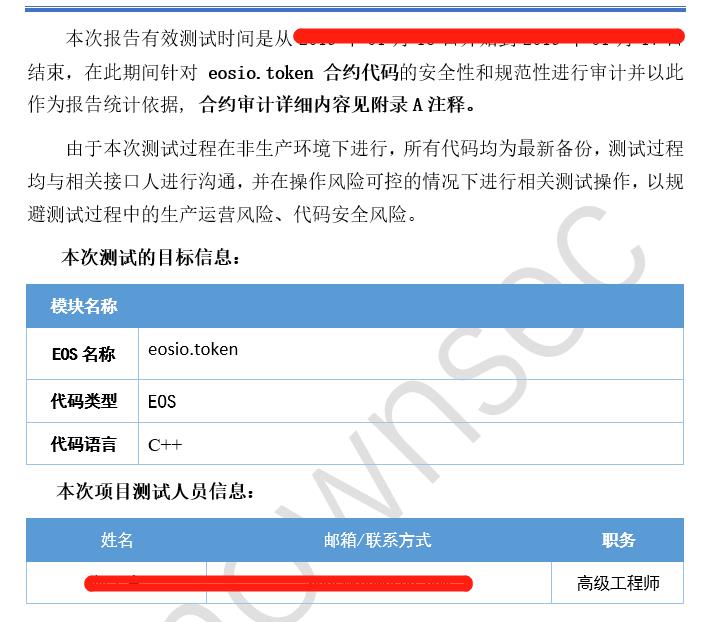 本次报告有效测试时间是从
结束，在此期间针对 eosio.token 合约代码的安全性和规范性进行审计并以此
作为报告统计依据，合约审计详细内容见附录 A 注释。
由于本次测试过程在非生产环境下进行，所有代码均为最新备份，测试过程
均与相关接口人进行沟通，并在操作风险可控的情况下进行相关测试操作，以规
避测试过程中的生产运营风险、代码安全风险。
本次测试的目标信息：
模块名称
EOS 名称 eosio.token
代码类型 EOS
代码语言 C++
本次项目测试人员信息：
姓名 邮箱/联系方式 职务
高级工程师
ownsec